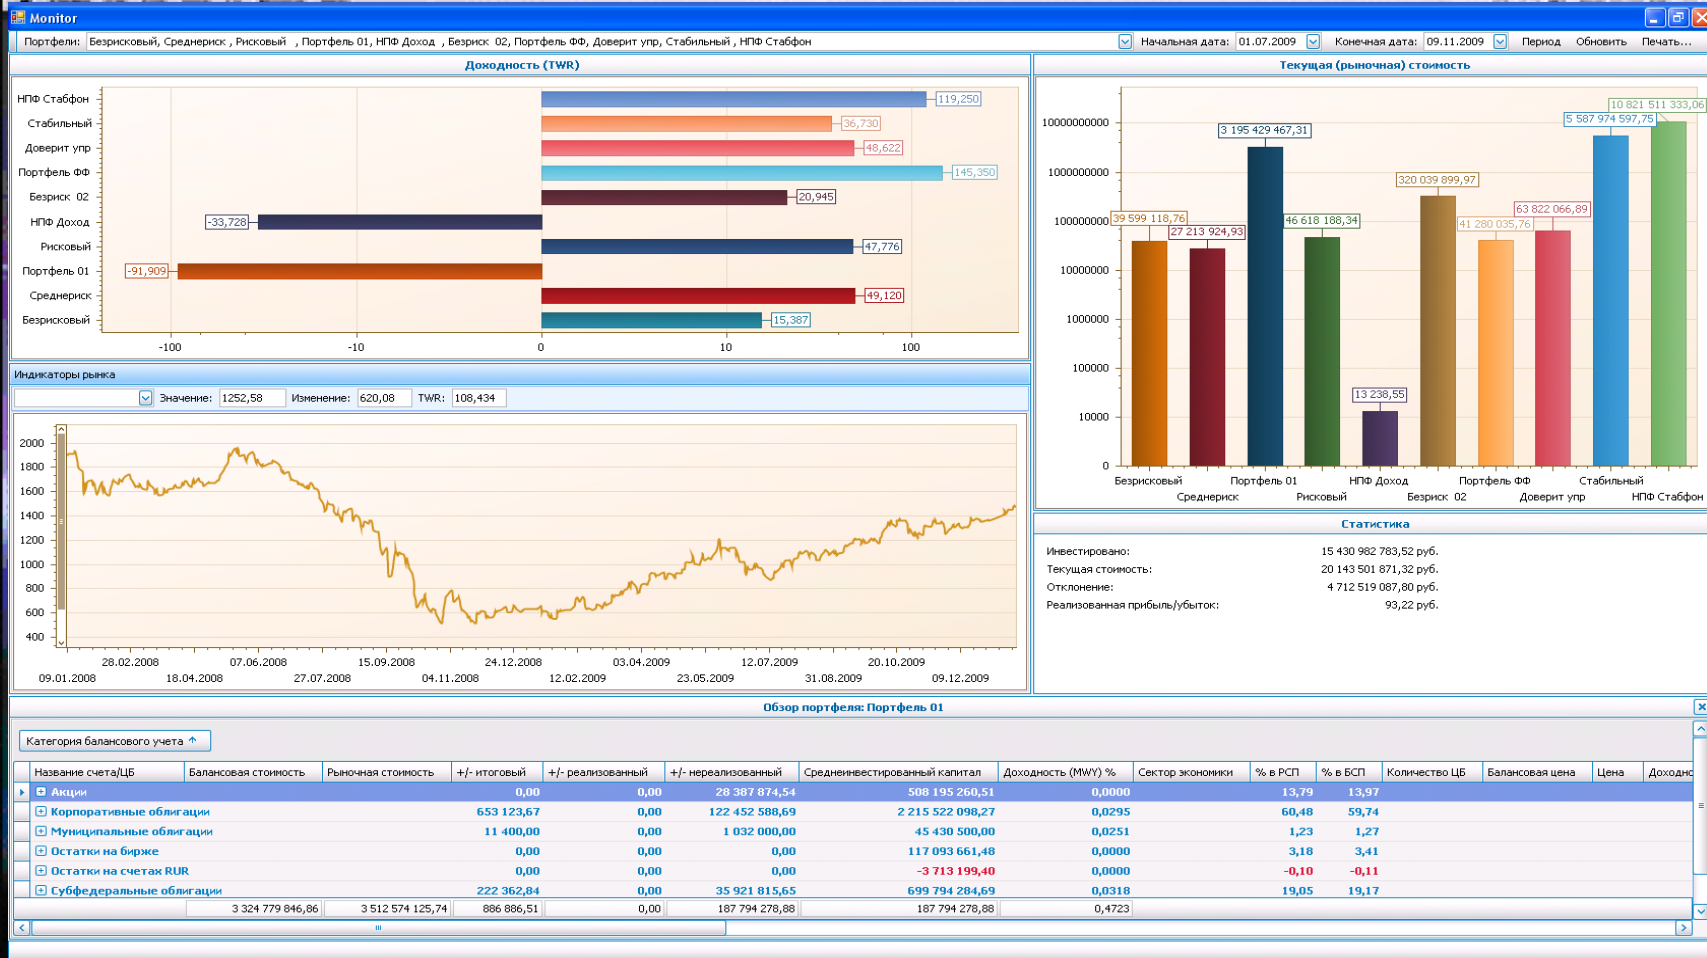 Monitor
Портфели: Безрисковый, Среднериск , Рисковый , Портфель 01, НПФ Доход , Безриск 02, Портфель ФФ, Доверит упр, Стабильный , НПФ Стабфон Начальная дата: 01.07.2009 Конечная дата: 09.11.2009 Период Обновить Печать...
Доходность (TWR)
НПФ Стабфон 119,250
Стабильный 36,730
Доверит упр 48,622
Портфель ФФ 145,350
Безриск 02 20,945
НПФ Доход -33,728
Рисковый 47,776
Портфель 01 -91,909
Среднериск 49,120
Безрисковый 15,387
-100 -10 0 10 100
Текущая (рыночная) стоимость
10 821 511 333,06
5 587 974 597,75
10000000000
3 195 429 467,31
1000000000
320 039 899,97
63 822 066,89
100000000 39 599 118,76 46 618 188,34 41 280 035,76
27 213 924,93
10000000
1000000
100000
13 238,55
10000
0
Безрисковый Портфель 01 НПФ Доход Портфель ФФ Стабильный
Среднериск Рисковый Безриск 02 Доверит упр НПФ Стабфон
Индикаторы рынка
Значение: 1252,58 Изменение: 620,08 TWR: 108,434
2000
1800
1600
1400
1200
1000
800
600
400
28.02.2008 07.06.2008 15.09.2008 24.12.2008 03.04.2009 12.07.2009 20.10.2009
09.01.2008 18.04.2008 27.07.2008 04.11.2008 12.02.2009 23.05.2009 31.08.2009 09.12.2009
Статистика
Инвестировано: 15 430 982 783,52 руб.
Текущая стоимость: 20 143 501 871,32 руб.
Отклонение: 4 712 519 087,80 руб.
Реализованная прибыль/убыток: 93,22 руб.
Обзор портфеля: Портфель 01
Категория балансового учета
Название счета/ЦБ Балансовая стоимость Рыночная стоимость +/- итоговый +/- реализованный +/- нереализованный Среднеинвестированный капитал Доходность (MWY) % Сектор экономики % в РСП % в БСП Количество ЦБ Балансовая цена Цена Доходно
Акции 0,00 0,00 28 387 874,54 508 195 260,51 0,0000 13,79 13,97
Корпоративные облигации 653 123,67 0,00 122 452 588,69 2 215 522 098,27 0,0295 60,48 59,74
Муниципальные облигации 11 400,00 0,00 1 032 000,00 45 430 500,00 0,0251 1,23 1,27
Остатки на бирже 0,00 0,00 0,00 117 093 661,48 0,0000 3,18 3,41
Остатки на счетах RUR 0,00 0,00 0,00 -3 713 199,40 0,0000 -0,10 -0,11
Субфедеральные облигации 222 362,84 0,00 35 921 815,65 699 794 284,69 0,0318 19,05 19,17
3 324 779 846,86 3 512 574 125,74 886 886,51 0,00 187 794 278,88 187 794 278,88 0,4723